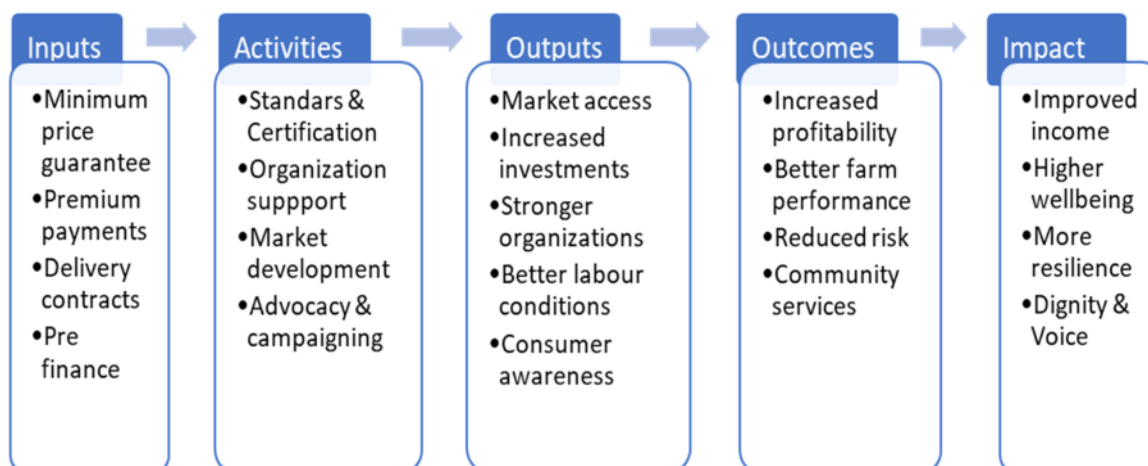 Inputs
•Minimum
price
guarantee
•Premium
payments
•Delivery
contracts
•Pre
finance
Activities
•Standars &
Certification
•Organization
suppport
•Market
development
•Advocacy &
campaigning
Outputs
•Market access
•Increased
investments
•Stronger
organizations
•Better labour
conditions
•Consumer
awareness
Outcomes
•Increased
profitability
•Better farm
performance
•Reduced risk
•Community
services
Impact
•Improved
income
•Higher
wellbeing
•More
resilience
•Dignity &
Voice